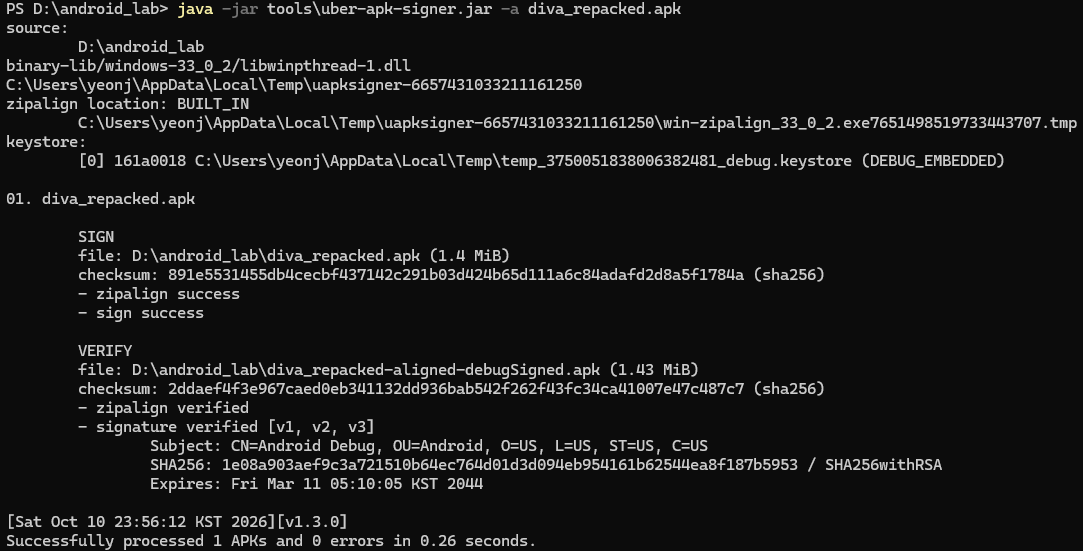 PS D:\android_lab> java -jar tools\uber-apk-signer.jar -a diva_repacked.apk
source:
D:\android_lab
binary-lib/windows-33_0_2/libwinpthread-1.dll
C:\Users\yeonj\AppData\Local\Temp\uapksigner-6657431033211161250
zipalign location: BUILT_IN
C:\Users\yeonj\AppData\Local\Temp\uapksigner-6657431033211161250\win-zipalign_33_0_2.exe7651498519733443707.tmp
keystore:
[0] 161a0018 C:\Users\yeonj\AppData\Local\Temp\temp_3750051838006382481_debug.keystore (DEBUG_EMBEDDED)
01. diva_repacked.apk
SIGN
file: D:\android_lab\diva_repacked.apk (1.4 MiB)
checksum: 891e5531455db4cecbf437142c291b03d424b65d111a6c84adafd2d8a5f1784a (sha256)
- zipalign success
- sign success
VERIFY
file: D:\android_lab\diva_repacked-aligned-debugSigned.apk (1.43 MiB)
checksum: 2ddaef4f3e967caed0eb341132dd936bab542f262f43fc34ca41007e47c487c7 (sha256)
- zipalign verified
- signature verified [v1, v2, v3]
Subject: CN=Android Debug, OU=Android, O=US, L=US, ST=US, C=US
SHA256: 1e08a903aef9c3a721510b64ec764d01d3d094eb954161b62544ea8f187b5953 / SHA256withRSA
Expires: Fri Mar 11 05:10:05 KST 2044
[Sat Oct 10 23:56:12 KST 2026][v1.3.0]
Successfully processed 1 APKs and 0 errors in 0.26 seconds.